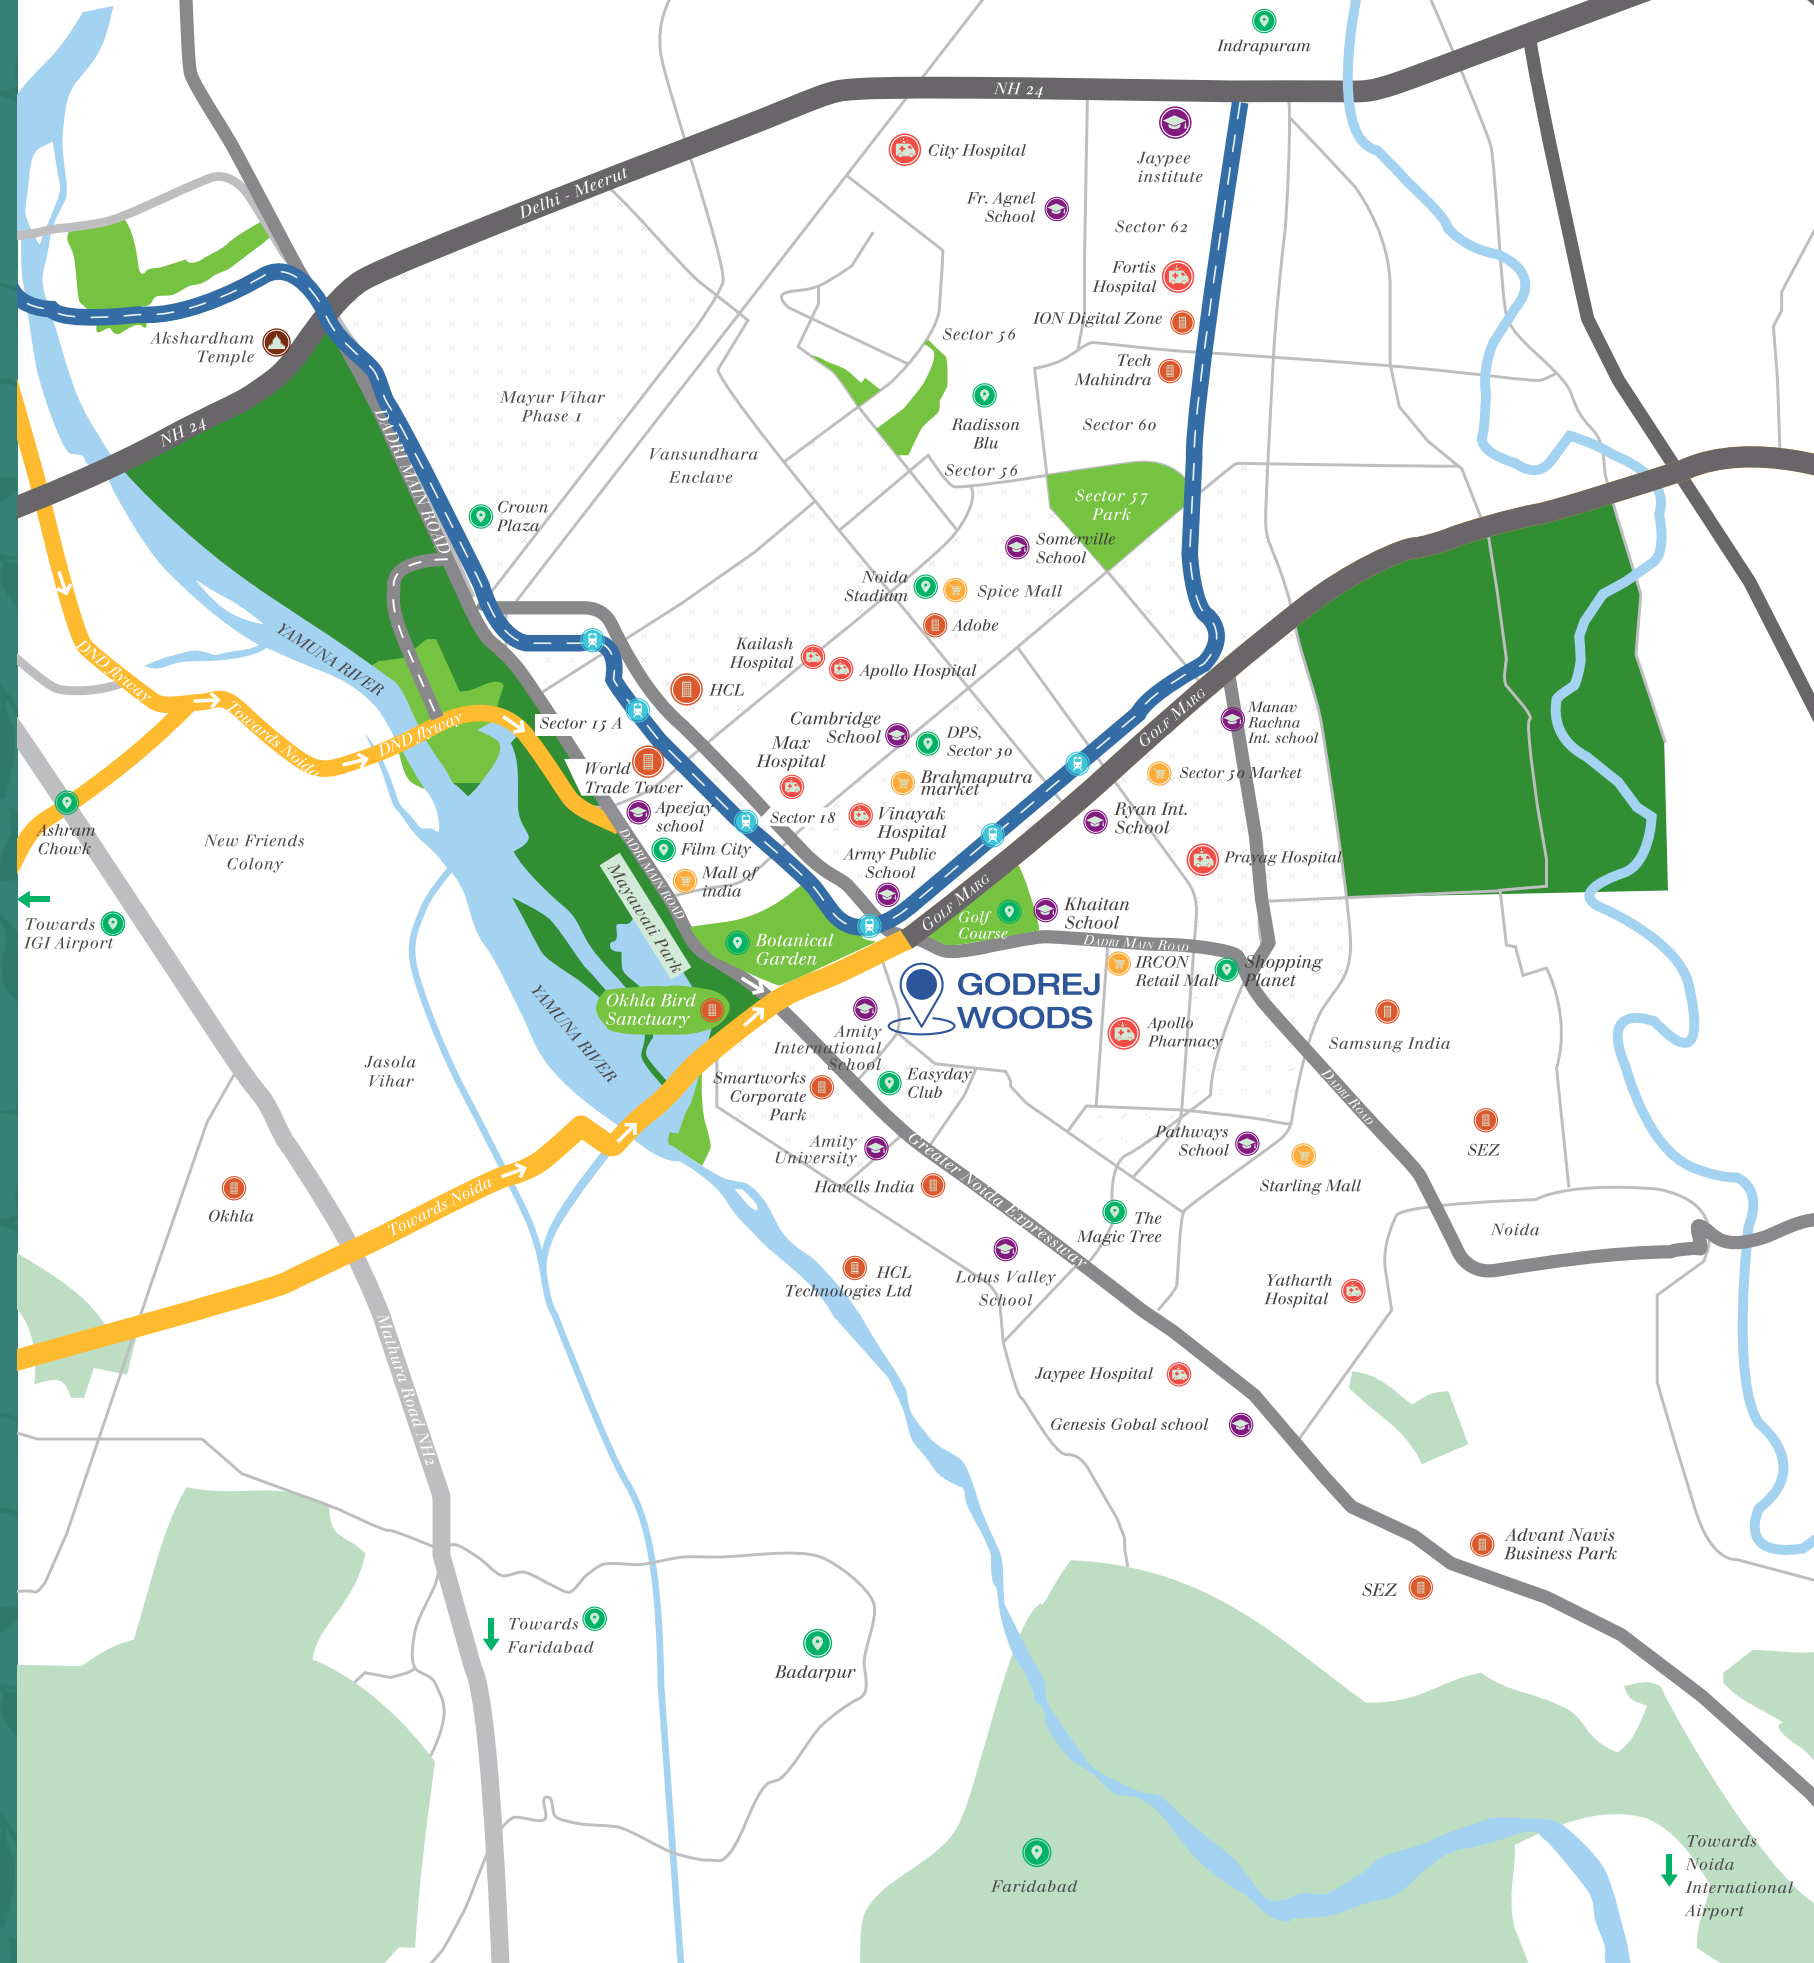 Indrapuram
NH 24
City Hospital
Jaypee
institute
Delhi - Meerut
Fr. Agnel
School
Sector 62
Fortis
Hospital
ION Digital Zone
Akshardham
Temple
Sector 56
Tech
Mahindra
Mayur Vihar
Phase 1
Radisson
Blu
Sector 60
NH 24
DADRI MAIN ROAD
Vansundhara
Enclave
Sector 56
Sector 57
Park
Crown
Plaza
Somerville
School
Noida
Stadium
Spice Mall
Adobe
YAMUNA RIVER
DND flyway
Kailash
Hospital
Apollo Hospital
HCL
Towards Noida
DND flyway
Sector 15 A
Cambridge
School
DPS,
Sector 30
GOLF MARG
Manav
Rachna
Int. school
Max
Hospital
World
Trade Tower
Brahmaputra
market
Sector 50 Market
Apeejay
school
Sector 18
Vinayak
Hospital
Ryan Int.
School
Ashram
Chowk
New Friends
Colony
DADRI MAIN ROAD
Film City
Army Public
School
Prayag Hospital
Mall of
india
Mayawati Park
GOLF MARG
Khaitan
School
Golf
Course
Towards
IGI Airport
Botanical
Garden
DADRI MAIN ROAD
IRCON
Retail Mall
Shopping
Planet
GODREJ
WOODS
Okhla Bird
Sanctuary
YAMUNA RIVER
Amity
International
School
Apollo
Pharmacy
Samsung India
Jasola
Vihar
Smartworks
Corporate
Park
Easyday
Club
DADRI ROAD
Amity
University
Greater Noida Expressway
Pathways
School
SEZ
Havells India
Starling Mall
Okhla
Towards Noida
The
Magic Tree
Noida
HCL
Technologies Ltd
Lotus Valley
School
Yatharth
Hospital
Mathura Road NH2
Jaypee Hospital
Genesis Gobal school
Advant Navis
Business Park
SEZ
Towards
Faridabad
Badarpur
Faridabad
Towards
Noida
International
Airport